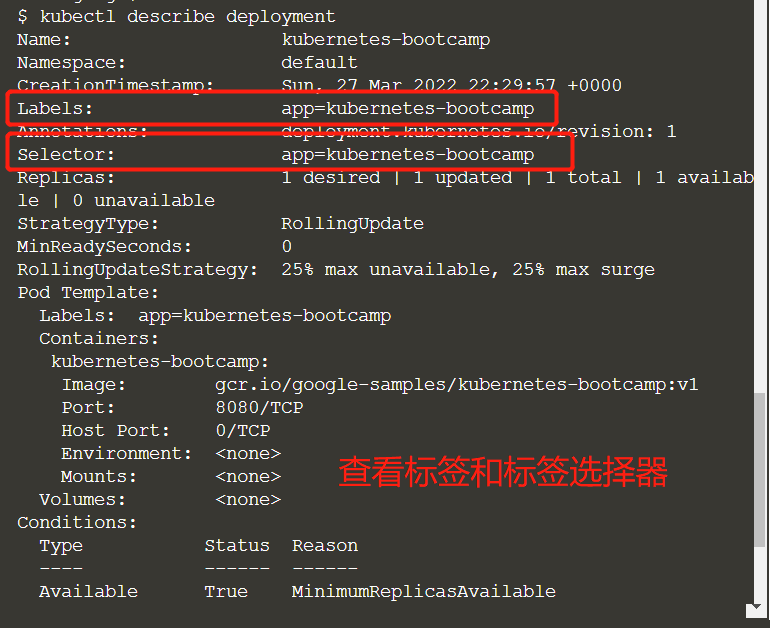 $ kubectl describe deployment
Name:                   kubernetes-bootcamp
Namespace:              default
CreationTimestamp:      Sun, 27 Mar 2022 22:29:57 +0000
Labels:                 app=kubernetes-bootcamp
Annotations:            deployment.kubernetes.io/revision: 1
Selector:               app=kubernetes-bootcamp
Replicas:               1 desired | 1 updated | 1 total | 1 availab
le | 0 unavailable
StrategyType:           RollingUpdate
MinReadySeconds:        0
RollingUpdateStrategy:  25% max unavailable, 25% max surge
Pod Template:
  Labels:  app=kubernetes-bootcamp
  Containers:
   kubernetes-bootcamp:
    Image:        gcr.io/google-samples/kubernetes-bootcamp:v1
    Port:         8080/TCP
    Host Port:    0/TCP
    Environment:  <none>
    Mounts:       <none>
查看标签和标签选择器
  Volumes:        <none>
Conditions:
  Type           Status  Reason
  ----           ------  ------
  Available      True    MinimumReplicasAvailable